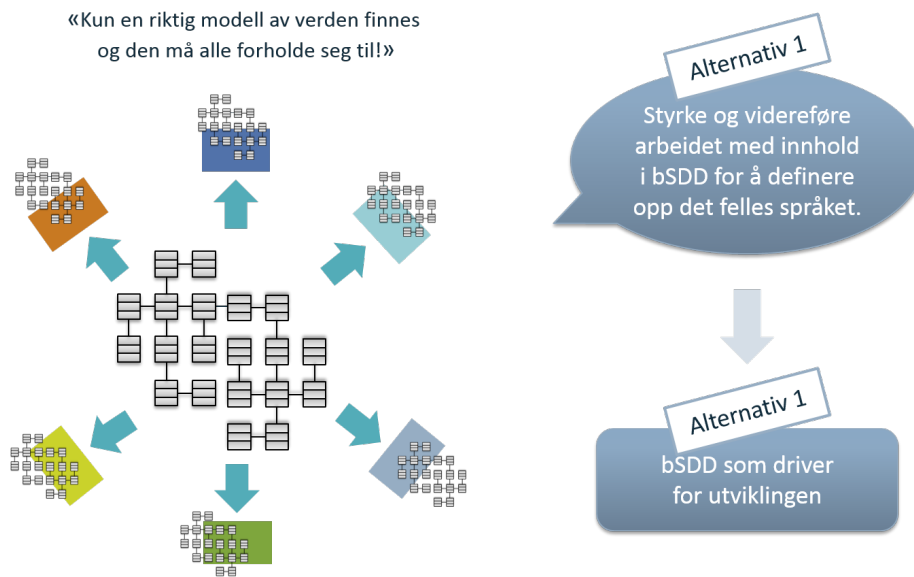 «Kun en riktig modell av verden finnes
og den må alle forholde seg til!»
Alternativ 1
Styrke og videreføre
arbeidet med innhold
i bSDD for å definere
opp det felles språket.
Alternativ 1
bSDD som driver
for utviklingen